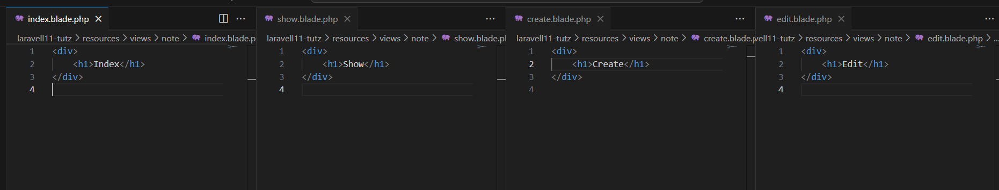 index.blade.php
laravell11-tutz > resources > views > note > index.blade.p
1 <div>
2 <h1>Index</h1>
3 </div>
4
show.blade.php
laravell11-tutz > resources > views > note > show.blade.pl
1 <div>
2 <h1>Show</h1>
3 </div>
4
create.blade.php
laravell11-tutz > resources > views > note > create.blade.p
1 <div>
2 <h1>Create</h1>
3 </div>
4
edit.blade.php
vell11-tutz > resources > views > note > edit.blade.php > ...
1 <div>
2 <h1>Edit</h1>
3 </div>
4